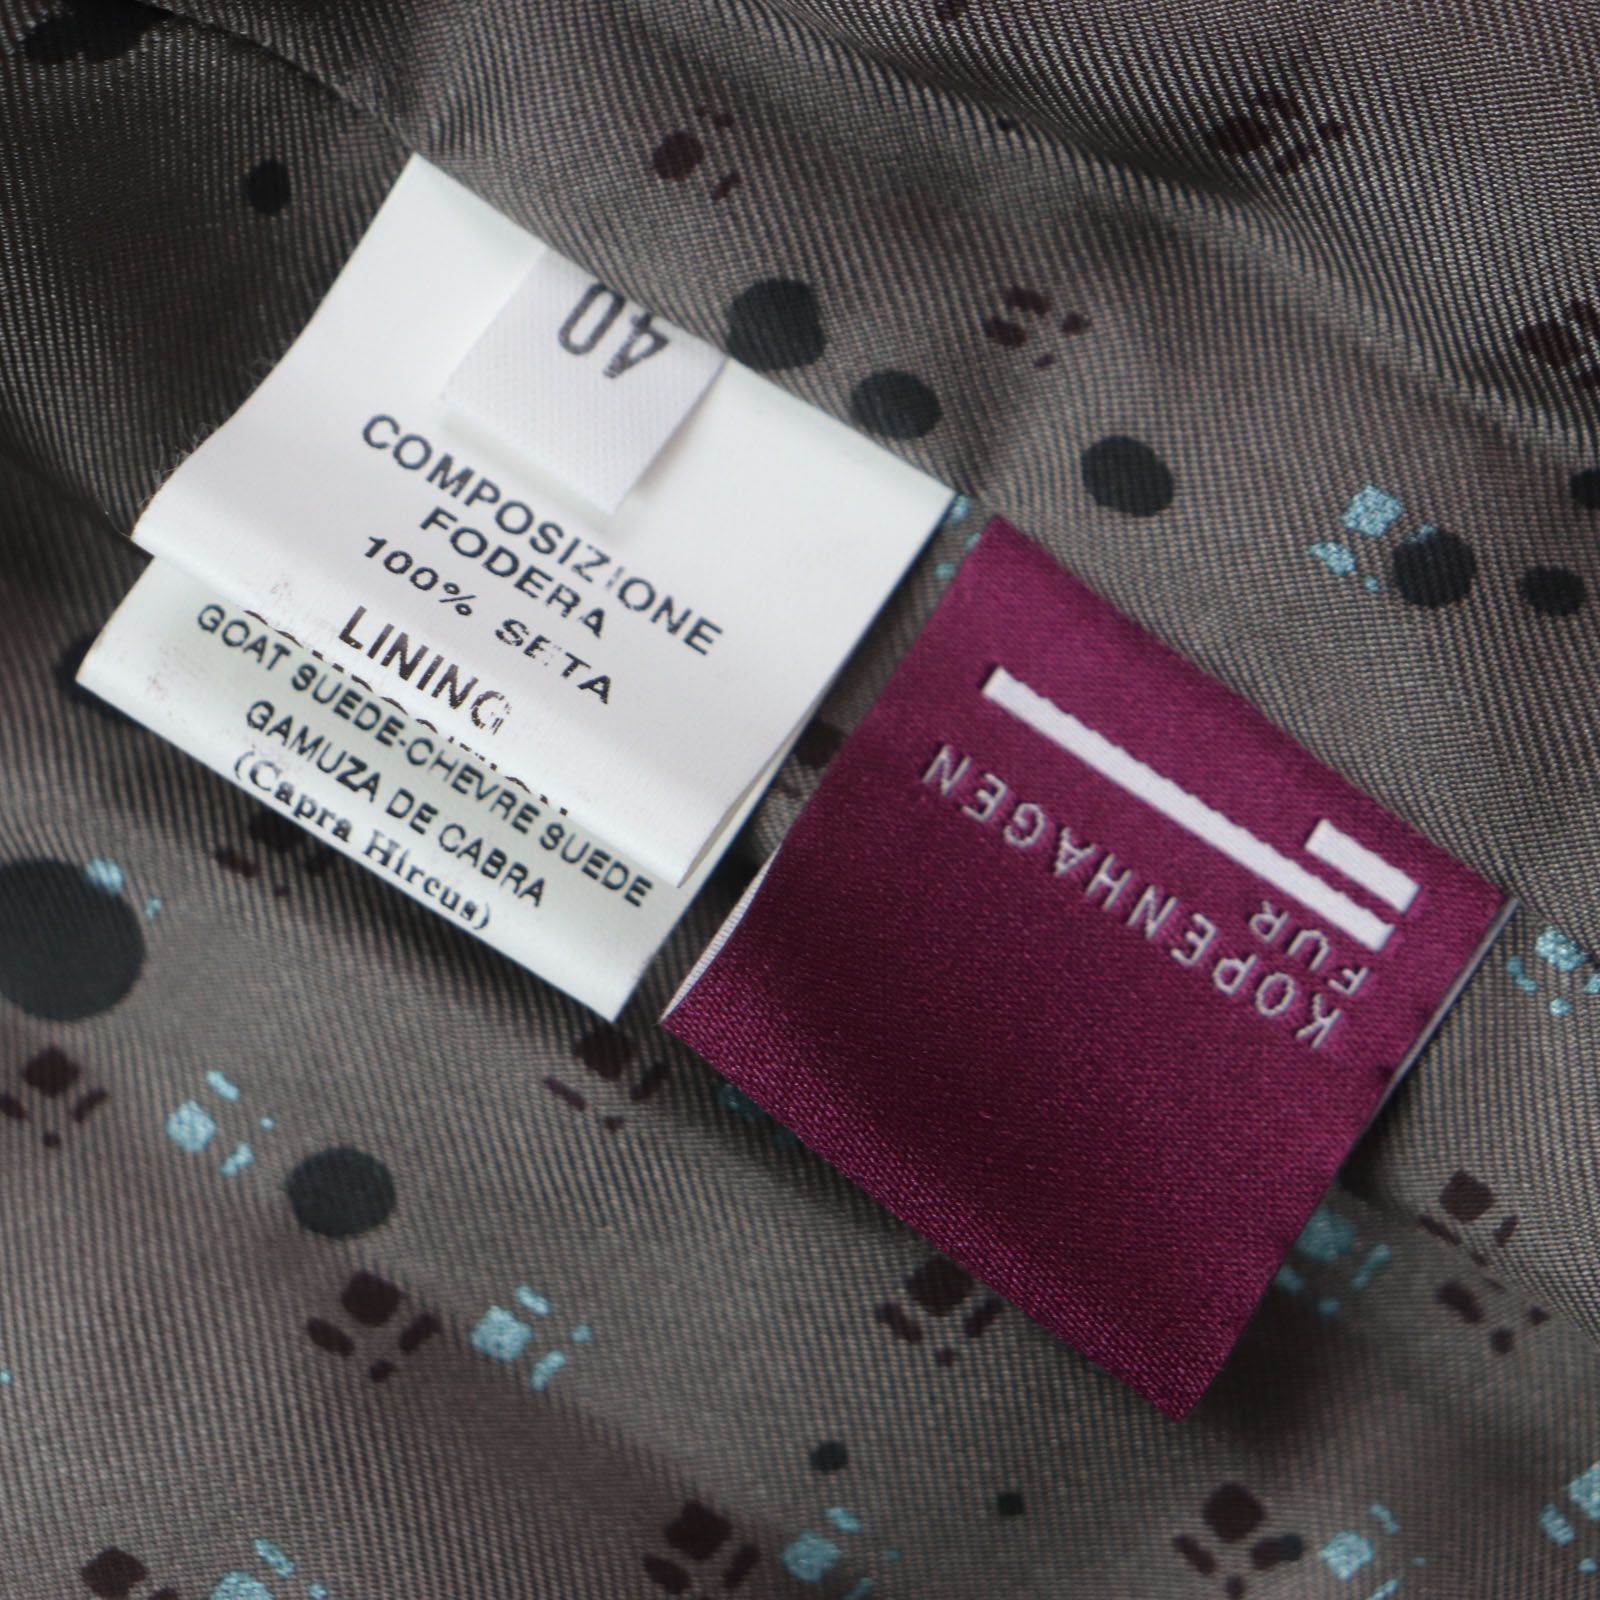 40
COMPOSIZIONE
FODERA
100% SETA
LINING
GOAT SUEDE-CHEVRE SUEDE
GAMUZA DE CABRA
(Capra Hircus)
KOPENHAGEN
FUR